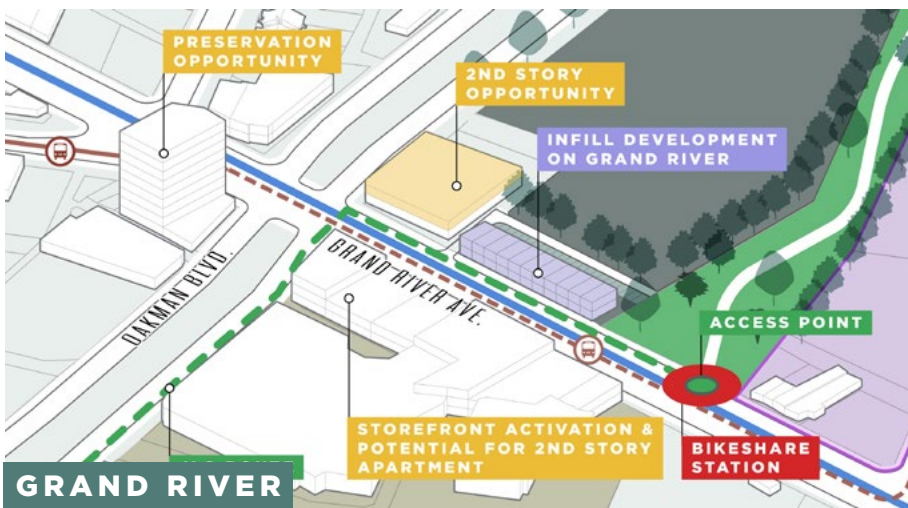 PRESERVATION
OPPORTUNITY
2ND STORY
OPPORTUNITY
INFILL DEVELOPMENT
ON GRAND RIVER
OAKMAN BLVD.
GRAND RIVER AVE.
ACCESS POINT
STOREFRONT ACTIVATION &
POTENTIAL FOR 2ND STORY
APARTMENT
BIKESHARE
STATION
GRAND RIVER